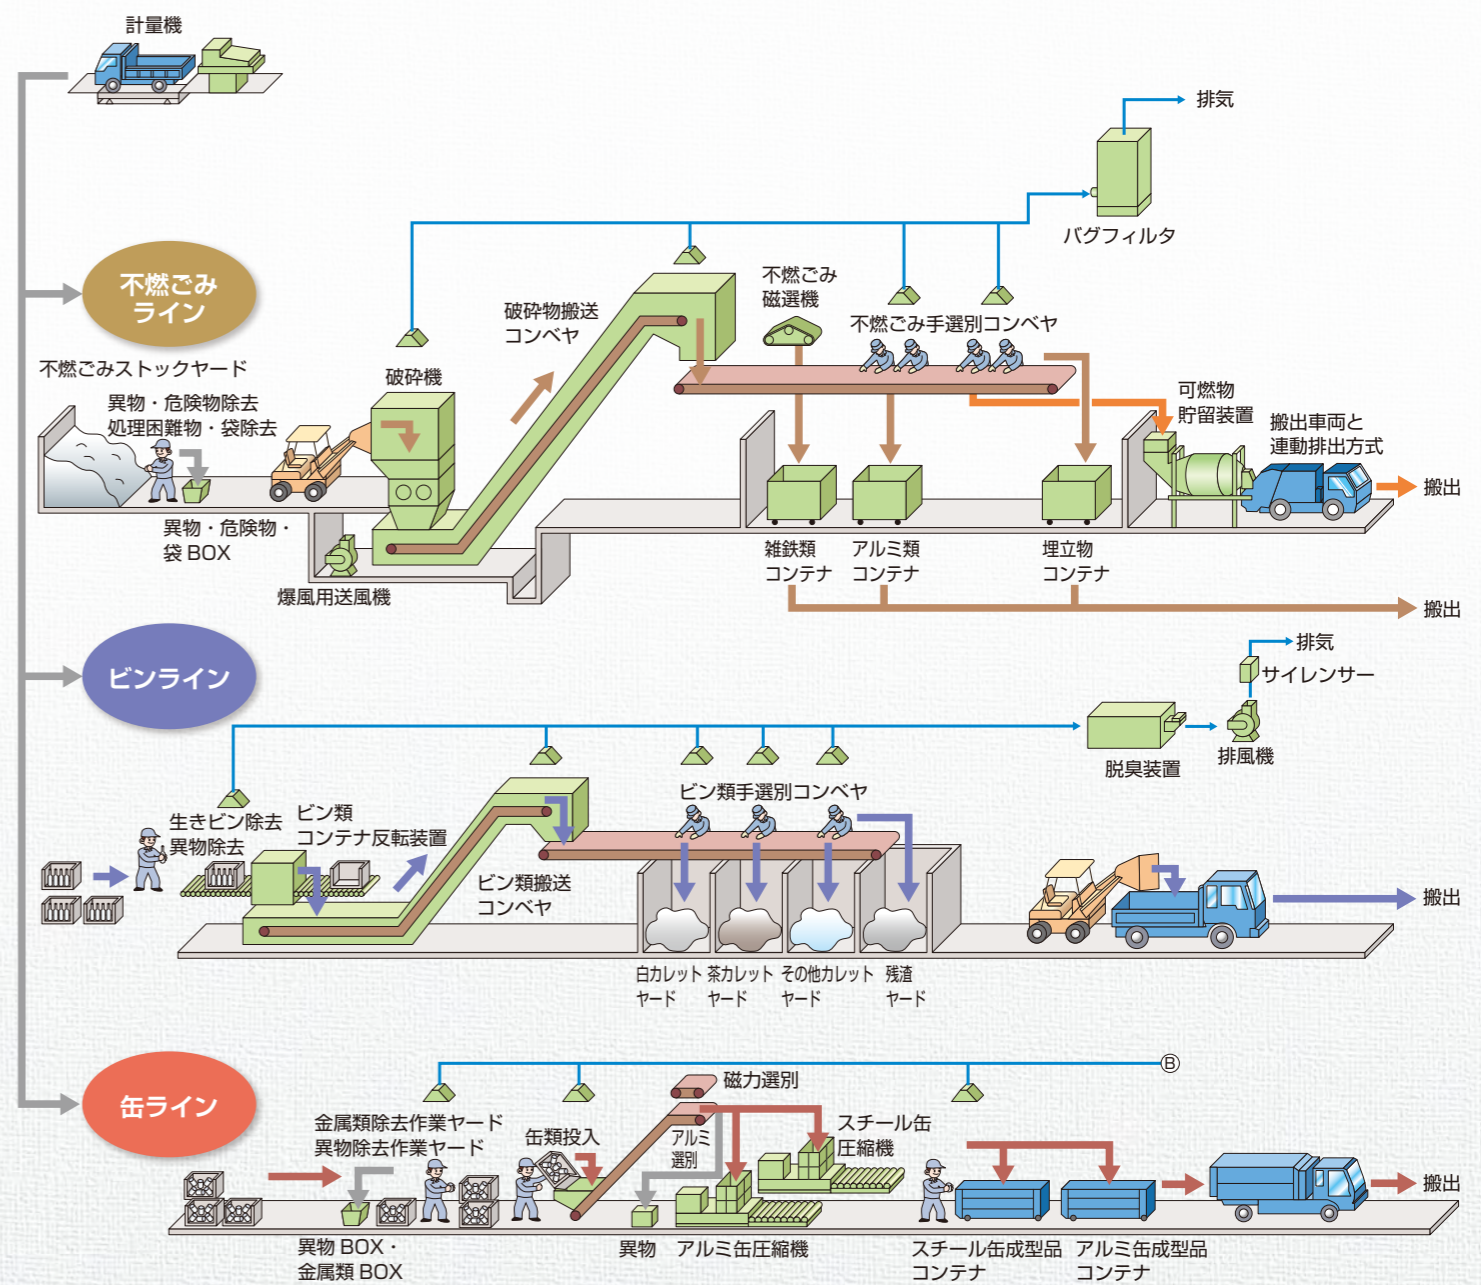 計量機
排気
バグフィルタ
不燃ごみ
ライン
不燃ごみストックヤード
異物・危険物除去
処理困難物・袋除去
異物・危険物・
袋 BOX
破砕機
爆風用送風機
破砕物搬送
コンベヤ
不燃ごみ
磁選機
不燃ごみ手選別コンベヤ
可燃物
貯留装置
搬出車両と
連動排出方式
搬出
雑鉄類
コンテナ
アルミ類
コンテナ
埋立物
コンテナ
搬出
ビンライン
排気
サイレンサー
脱臭装置
排風機
生きビン除去
異物除去
ビン類
コンテナ反転装置
ビン類搬送
コンベヤ
ビン類手選別コンベヤ
搬出
白カレット
ヤード
茶カレット
ヤード
その他カレット
ヤード
残渣
ヤード
缶ライン
B
金属類除去作業ヤード
異物除去作業ヤード
缶類投入
磁力選別
アルミ
選別
スチール缶
圧縮機
搬出
異物 BOX・
金属類 BOX
異物
アルミ缶圧縮機
スチール缶成型品
コンテナ
アルミ缶成型品
コンテナ